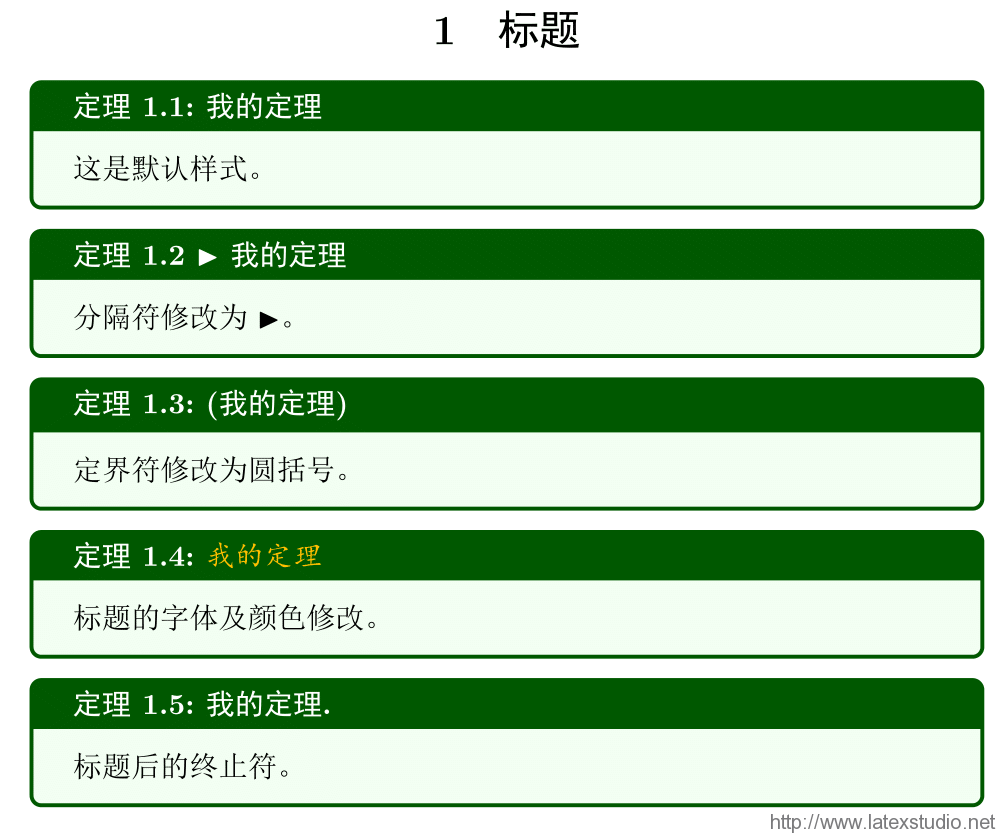 1 标题
定理 1.1: 我的定理
这是默认样式。
定理 1.2 ▶ 我的定理
分隔符修改为 ▶。
定理 1.3: (我的定理)
定界符修改为圆括号。
定理 1.4: 我的定理
标题的字体及颜色修改。
定理 1.5: 我的定理.
标题后的终止符。
http://www.latexstudio.net